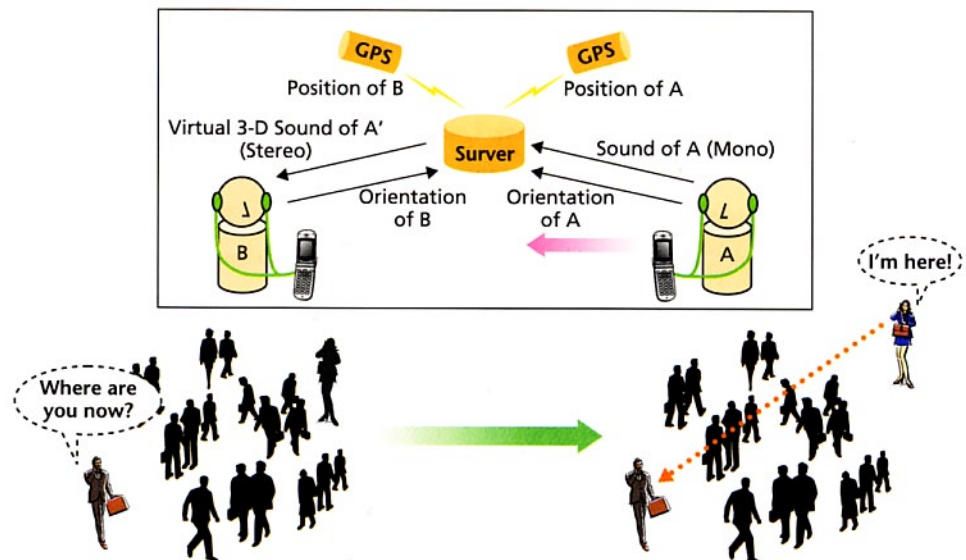 GPS
GPS
Position of B
Position of A
Virtual 3-D Sound of A'
(Stereo)
Surver
Sound of A (Mono)
Orientation
of B
Orientation
of A
B
A
I'm here!
Where are
you now?